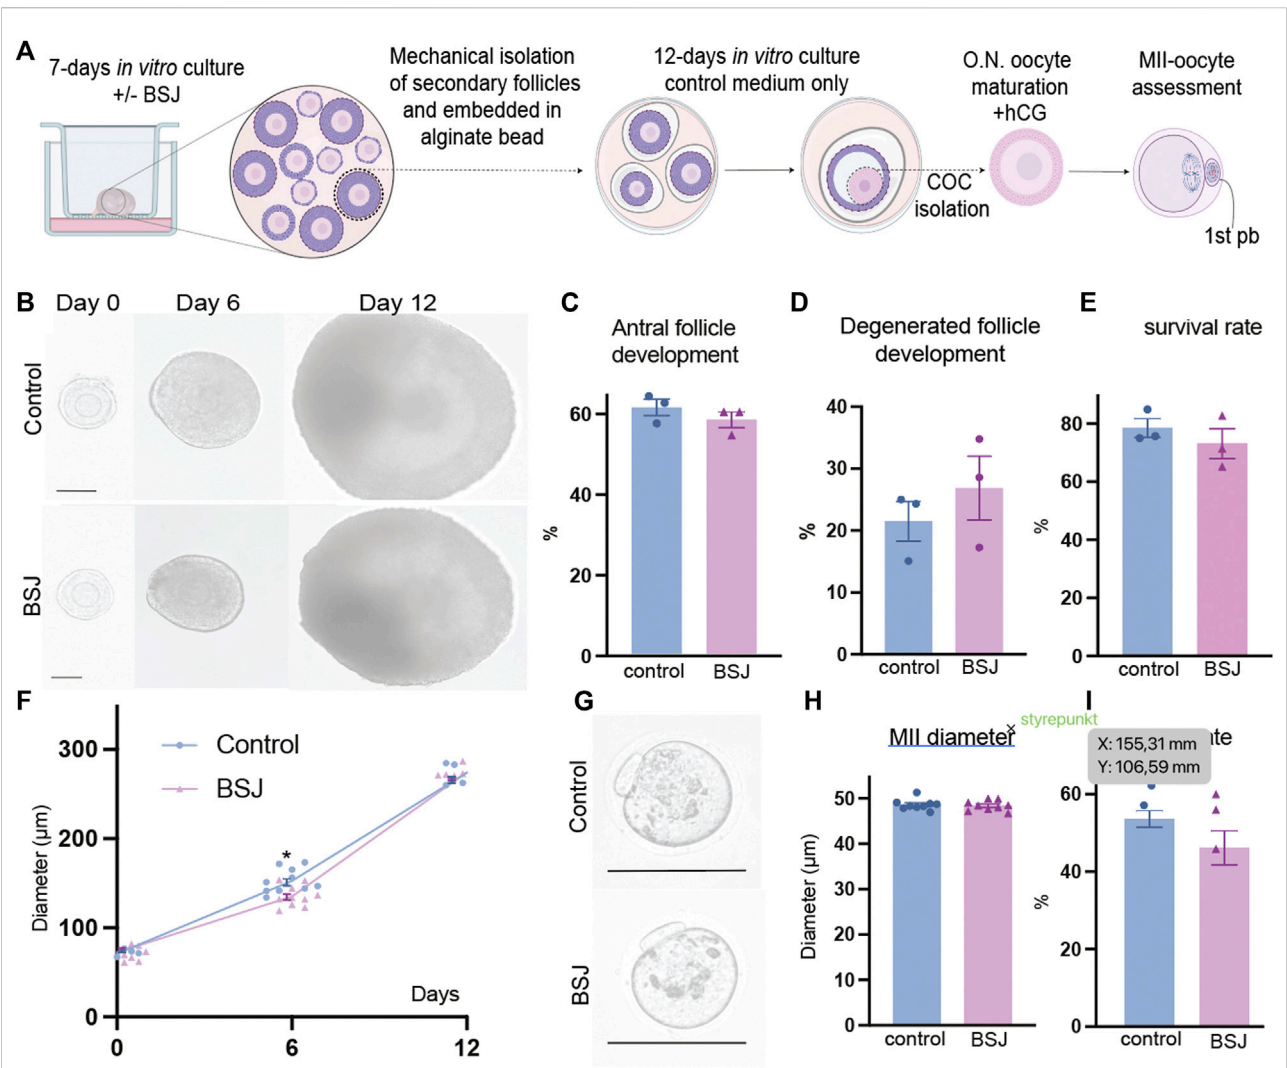 A
7-days in vitro culture
+/- BSJ
Mechanical isolation
of secondary follicles
and embedded in
alginate bead
12-days in vitro culture
control medium only
O.N. oocyte
maturation
+hCG
MII-oocyte
assessment
COC
isolation
1st pb
B
Day 0
Day 6
Day 12
Control
BSJ
C
Antral follicle
development
%
60
40
20
0
control
BSJ
D
Degenerated follicle
development
%
40
30
20
10
0
control
BSJ
E
survival rate
%
80
60
40
20
0
control
BSJ
F
Control
BSJ
Diameter (µm)
300
200
100
0
*
Days
0
6
12
G
Control
BSJ
H
MII diameter
×
styrepunkt
Diameter (µm)
50
40
30
20
10
0
control
BSJ
I
X: 155,31 mm
Y: 106,59 mm
%
60
40
20
0
control
BSJ